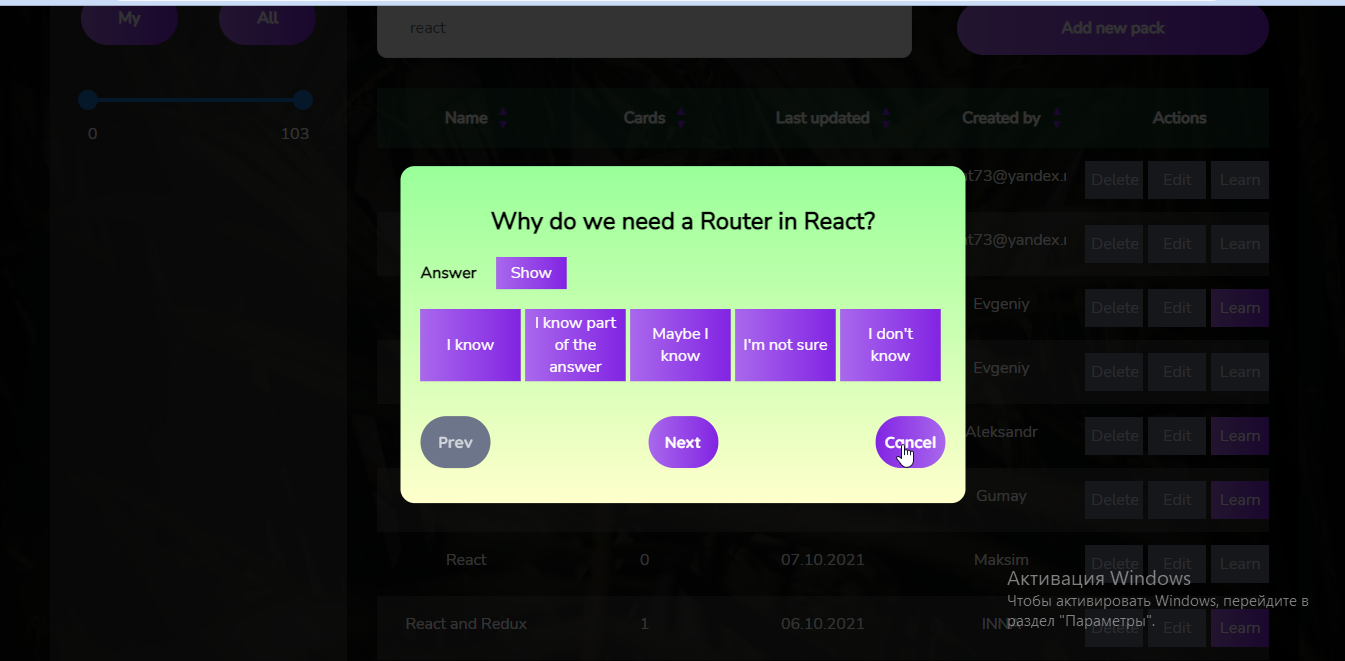 My All
react
Add new pack
0 103
Name Cards Last updated Created by Actions
at73@yandex.r Delete Edit Learn
at73@yandex.r Delete Edit Learn
Evgeniy Delete Edit Learn
Evgeniy Delete Edit Learn
Aleksandr Delete Edit Learn
Gumay Delete Edit Learn
React 0 07.10.2021 Maksim Delete Edit Learn
React and Redux 1 06.10.2021 Delete Edit Learn
Why do we need a Router in React?
Answer Show
I know
I know part
of the
answer
Maybe I
know
I'm not sure
I don't
know
Prev Next Cancel
Активация Windows
Чтобы активировать Windows, перейдите в
раздел "Параметры".